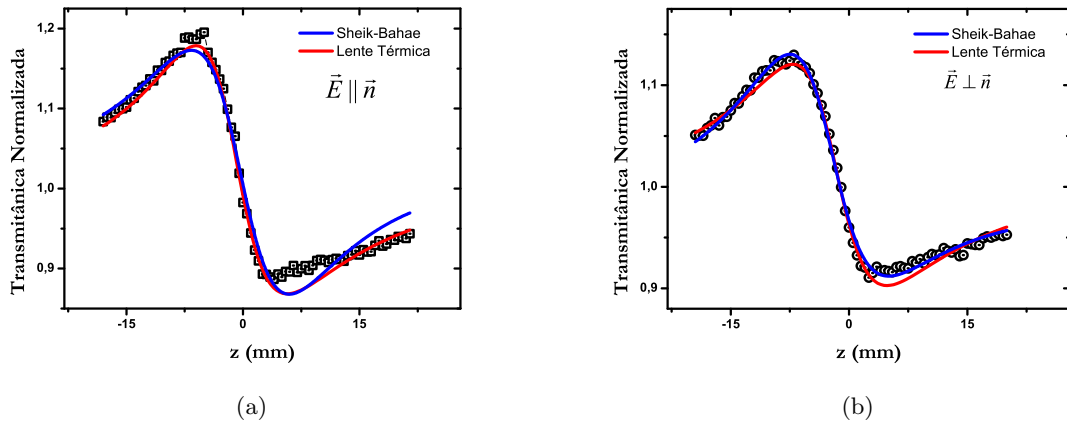 Transmitânica Normalizada
1,2
1,1
1,0
0,9
-15
0
15
z (mm)
Sheik-Bahae
Lente Térmica
E⃗ || n⃗
(a)
Transmitânica Normalizada
1,1
1,0
0,9
-15
0
15
z (mm)
Sheik-Bahae
Lente Térmica
E⃗ ⊥ n⃗
(b)